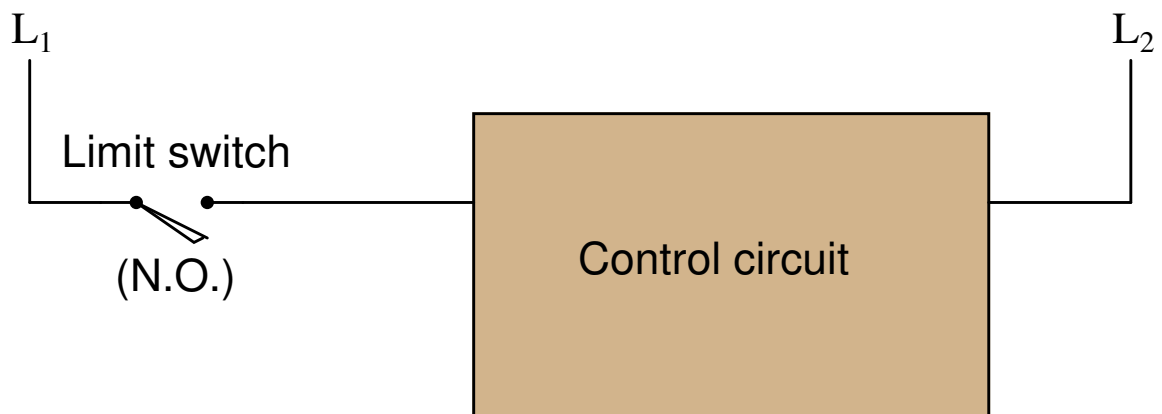 L₁
L₂
Limit switch
(N.O.)
Control circuit